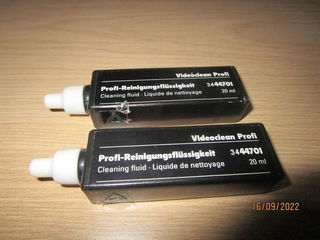 Videoclean Profi
Profi-Reinigungsflüssigkeit 3444701
Cleaning fluid · Liquide de nettoyage 20 ml
Videoclean Profi
Profi-Reinigungsflüssigkeit 3444701
Cleaning fluid · Liquide de nettoyage 20 ml
16/09/2022